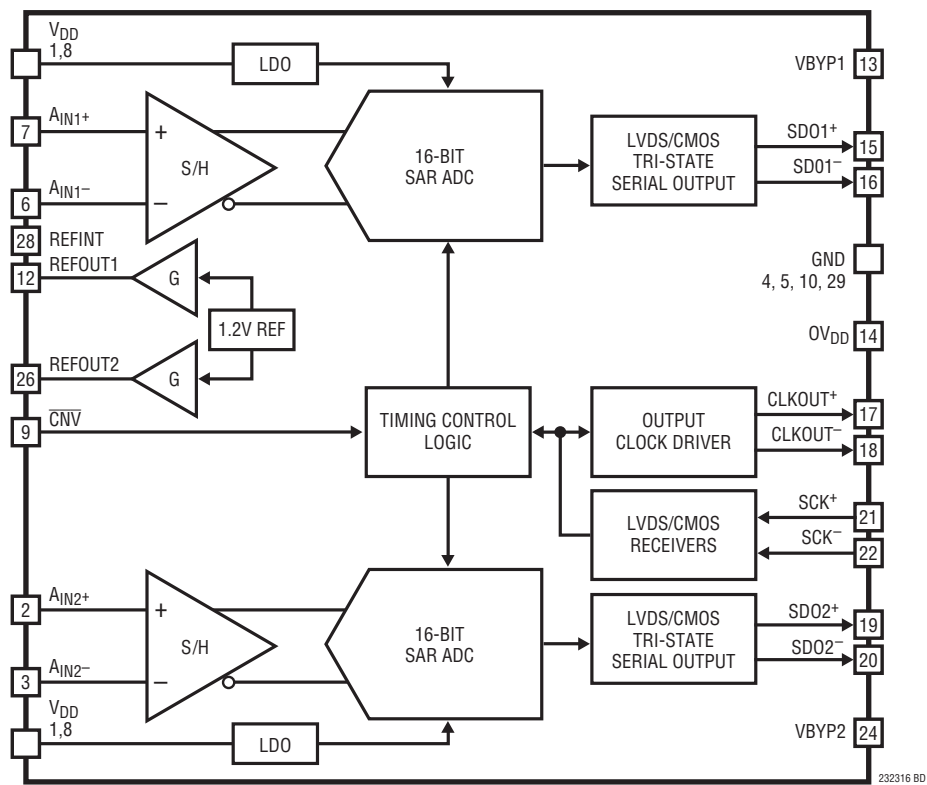 VDD
1,8
LDO
VBYP1
13
7
AIN1+
+
S/H
–
6
AIN1–
16-BIT
SAR ADC
LVDS/CMOS
TRI-STATE
SERIAL OUTPUT
SDO1+
15
SDO1–
16
28
REFINT
12
REFOUT1
G
1.2V REF
GND
4, 5, 10, 29
OVDD
14
26
REFOUT2
G
9
CNV
TIMING CONTROL
LOGIC
OUTPUT
CLOCK DRIVER
CLKOUT+
17
CLKOUT–
18
LVDS/CMOS
RECEIVERS
SCK+
21
SCK–
22
2
AIN2+
+
S/H
–
3
AIN2–
16-BIT
SAR ADC
LVDS/CMOS
TRI-STATE
SERIAL OUTPUT
SDO2+
19
SDO2–
20
VDD
1,8
LDO
VBYP2
24
232316 BD